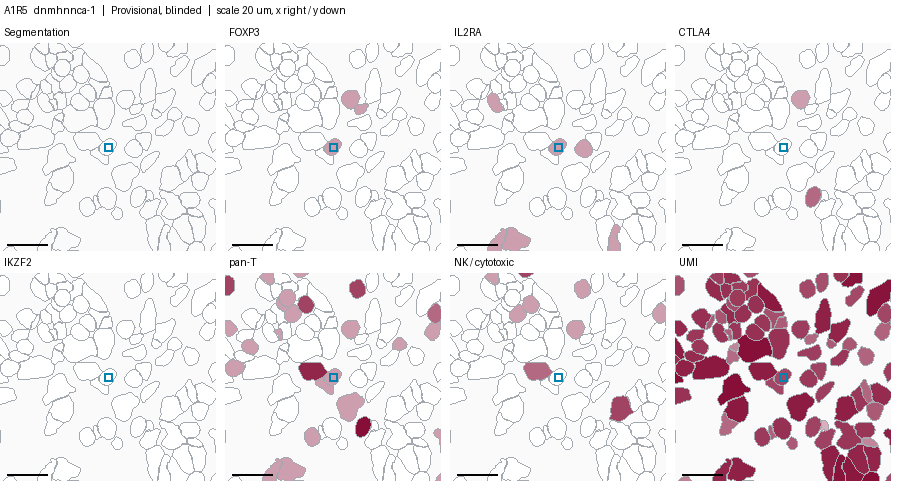 A1R5 dnmhnnca-1 | Provisional, blinded | scale 20 um, x right / y down
Segmentation FOXP3 IL2RA CTLA4
IKZF2 pan-T NK / cytotoxic UMI